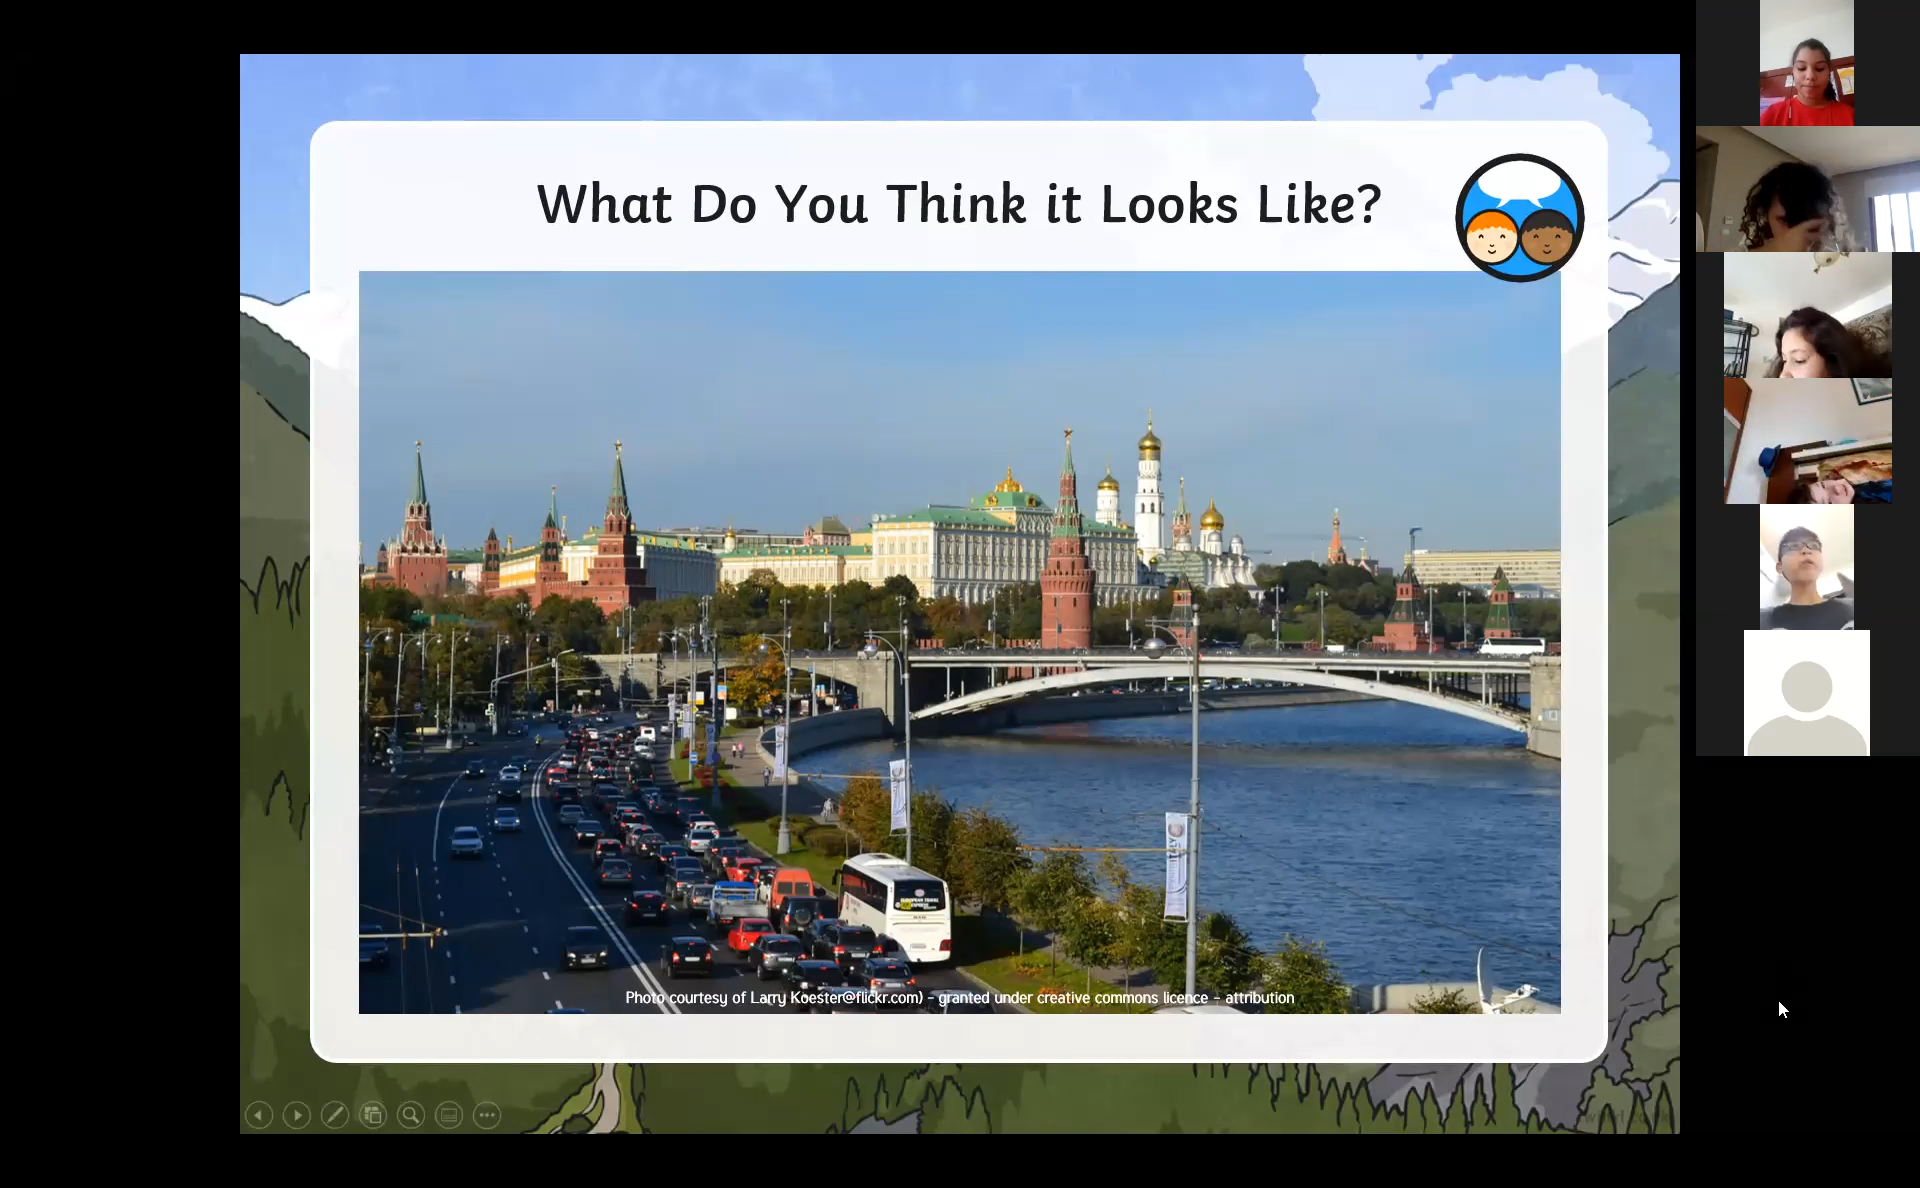 What Do You Think it Looks Like?
Photo courtesy of Larry Koester@flickr.com) – granted under creative commons licence – attribution